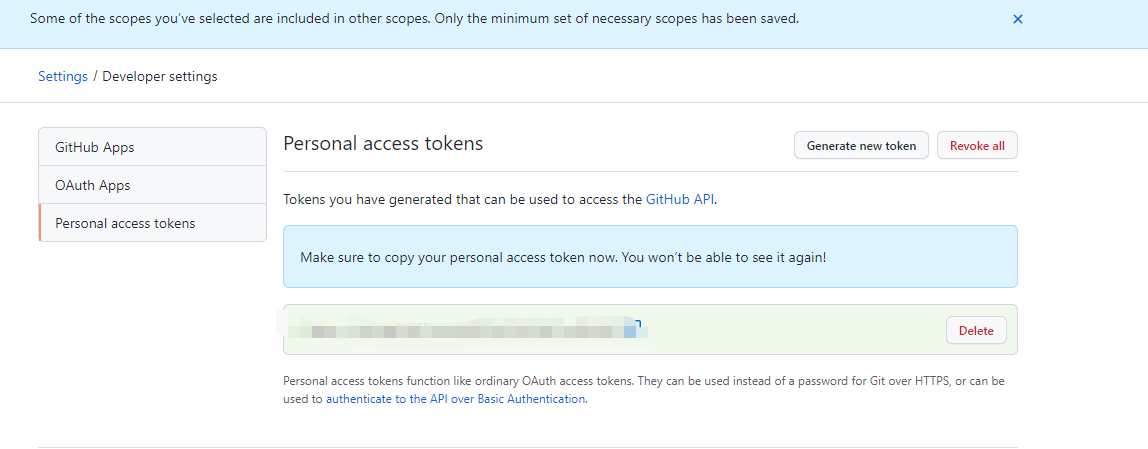 Some of the scopes you've selected are included in other scopes. Only the minimum set of necessary scopes has been saved.
Settings / Developer settings
GitHub Apps
OAuth Apps
Personal access tokens
Personal access tokens
Generate new token
Revoke all
Tokens you have generated that can be used to access the GitHub API.
Make sure to copy your personal access token now. You won't be able to see it again!
Delete
Personal access tokens function like ordinary OAuth access tokens. They can be used instead of a password for Git over HTTPS, or can be
used to authenticate to the API over Basic Authentication.